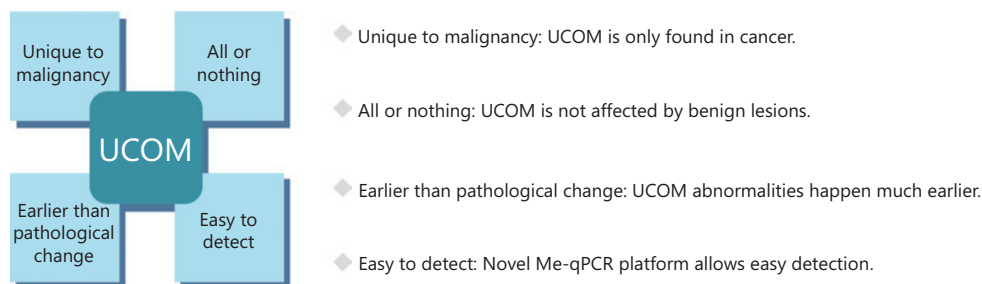 Unique to
malignancy
All or
nothing
UCOM
Earlier than
pathological
change
Easy to
detect
Unique to malignancy: UCOM is only found in cancer.
All or nothing: UCOM is not affected by benign lesions.
Earlier than pathological change: UCOM abnormalities happen much earlier.
Easy to detect: Novel Me-qPCR platform allows easy detection.